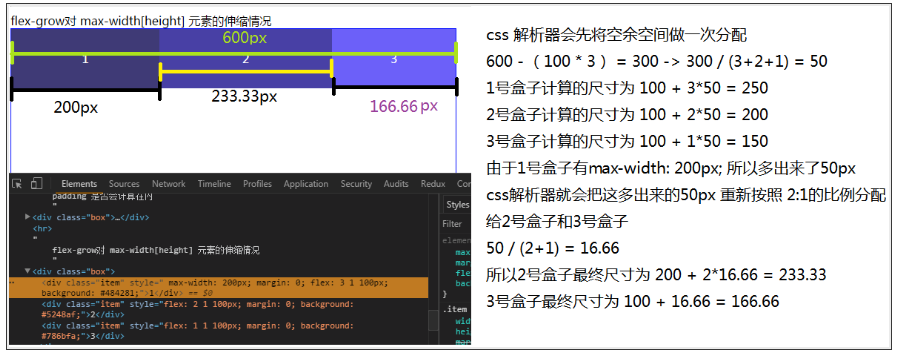 flex-grow对 max-width[height] 元素的伸缩情况
600px
1
2
3
200px
233.33px
166.66 px
Elements Sources Network Timeline Profiles Application Security Audits Redux Co
padding 是否会计算在内
"
<div class="box">…</div>
<hr>
"
flex-grow对 max-width[height] 元素的伸缩情况
"
<div class="box">
<div class="item" style=" max-width: 200px; margin: 0; flex: 3 1 100px;
background: #484281;">1</div> == $0
<div class="item" style="flex: 2 1 100px; margin: 0; background:
#5248af;">2</div>
<div class="item" style="flex: 1 1 100px; margin: 0; background:
#786bfa;">3</div>
Styles
Filter
eleme
max
mar
fle
bac
}
.item
wid
hei
mar
css 解析器会先将空余空间做一次分配
600 - （100 * 3 ） = 300 -> 300 / (3+2+1) = 50
1号盒子计算的尺寸为 100 + 3*50 = 250
2号盒子计算的尺寸为 100 + 2*50 = 200
3号盒子计算的尺寸为 100 + 1*50 = 150
由于1号盒子有max-width: 200px; 所以多出来了50px
css解析器就会把这多出来的50px 重新按照 2:1的比例分配
给2号盒子和3号盒子
50 / (2+1) = 16.66
所以2号盒子最终尺寸为 200 + 2*16.66 = 233.33
3号盒子最终尺寸为 100 + 16.66 = 166.66